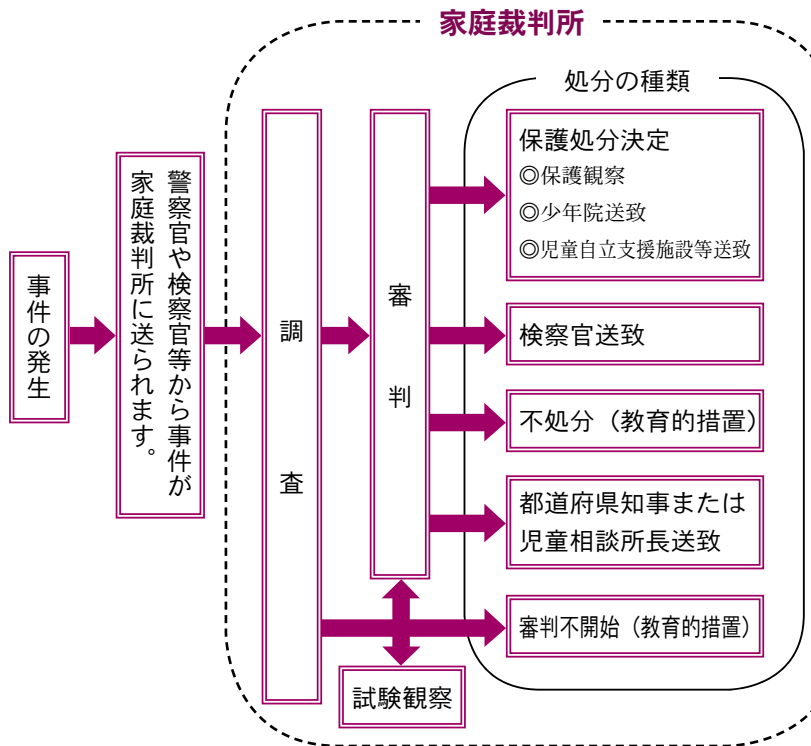 家庭裁判所
処分の種類
事件の発生
警察官や検察官等から事件が
家庭裁判所に送られます。
調査
審判
保護処分決定
◎保護観察
◎少年院送致
◎児童自立支援施設等送致
検察官送致
不処分（教育的措置）
都道府県知事または
児童相談所長送致
審判不開始（教育的措置）
試験観察